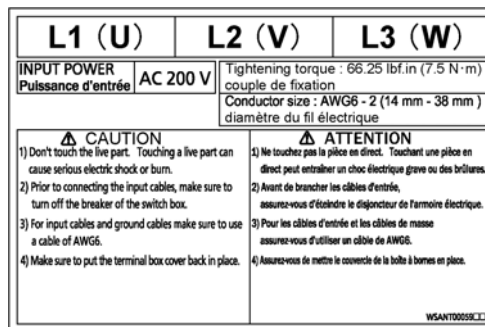 L1 (U) L2 (V) L3 (W)
INPUT POWER
Puissance d'entrée
AC 200 V
Tightening torque : 66.25 lbf.in (7.5 N·m)
couple de fixation
Conductor size : AWG6 - 2 (14 mm - 38 mm )
diamètre du fil électrique
⚠ CAUTION
1) Don't touch the live part. Touching a live part can
cause serious electric shock or burn.
2) Prior to connecting the input cables, make sure to
turn off the breaker of the switch box.
3) For input cables and ground cables make sure to use
a cable of AWG6.
4) Make sure to put the terminal box cover back in place.
⚠ ATTENTION
1) Ne touchez pas la pièce en direct. Touchant une pièce en
direct peut entraîner un choc électrique grave ou des brûlures.
2) Avant de brancher les câbles d'entrée,
assurez-vous d'éteindre le disjoncteur de l'armoire électrique.
3) Pour les câbles d'entrée et les câbles de masse
assurez-vous d'utiliser un câble de AWG6.
4) Assurez-vous de mettre le couvercle de la boîte à bornes en place.
WSANT00059□□